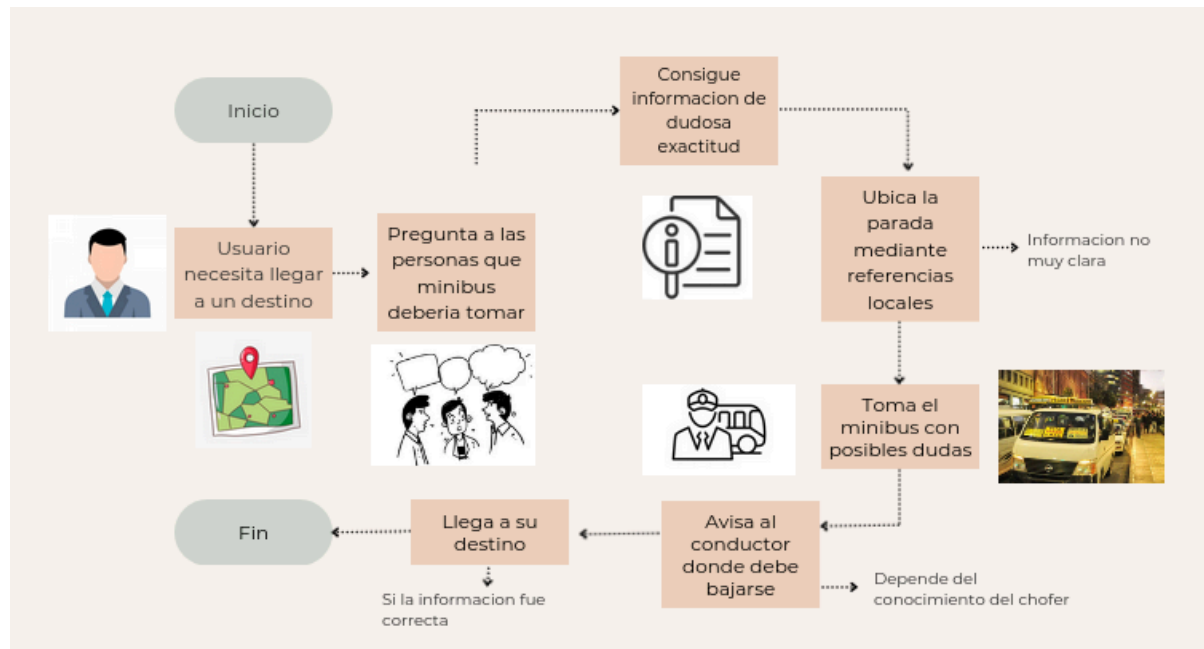 Inicio
Usuario
necesita llegar
a un destino
Pregunta a las
personas que
minibus
deberia tomar
Consigue
informacion de
dudosa
exactitud
Ubica la
parada
mediante
referencias
locales
Informacion no
muy clara
Toma el
minibus con
posibles dudas
Avisa al
conductor
donde debe
bajarse
Depende del
conocimiento del chofer
Llega a su
destino
Si la informacion fue
correcta
Fin